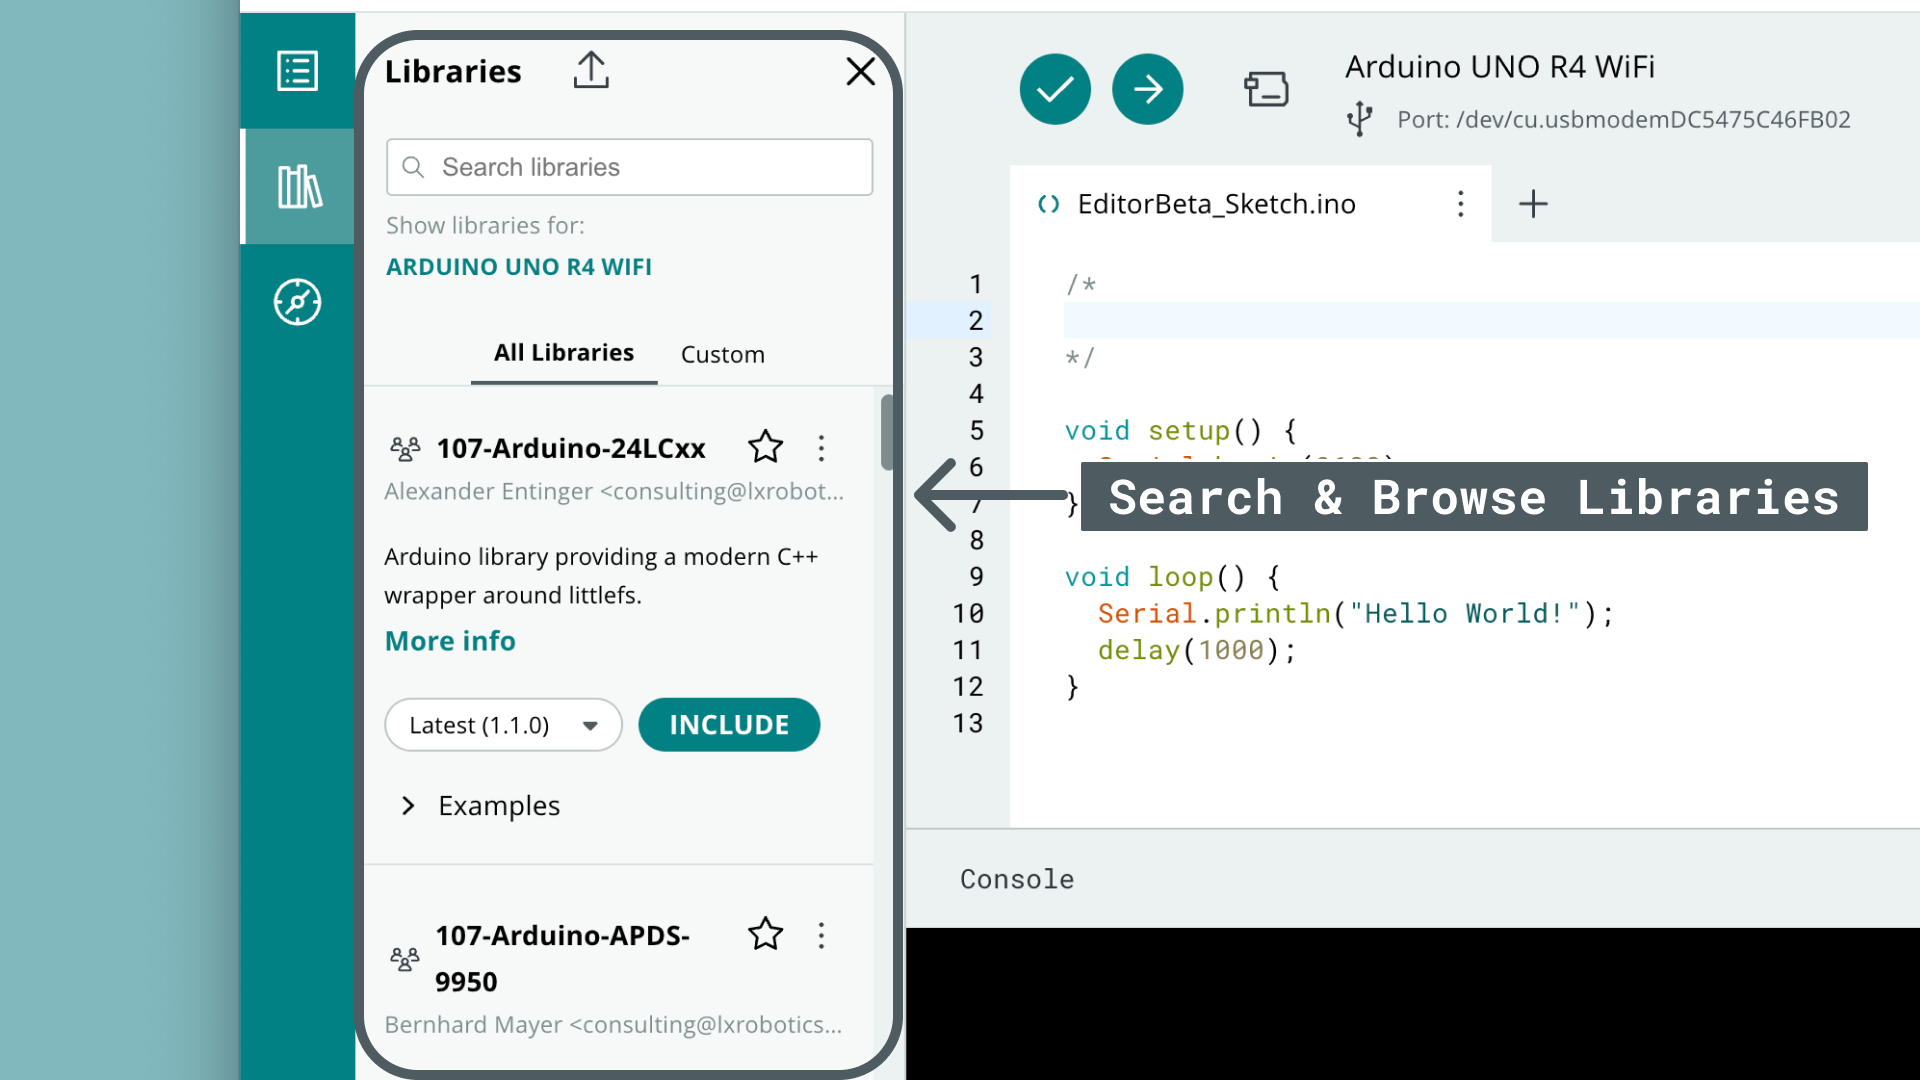 Libraries
Search libraries
Show libraries for:
ARDUINO UNO R4 WIFI
All Libraries Custom
107-Arduino-24LCxx
Alexander Entinger <consulting@lxrobot...
Arduino library providing a modern C++
wrapper around littlefs.
More info
Latest (1.1.0) INCLUDE
Examples
107-Arduino-APDS-
9950
Bernhard Mayer <consulting@lxrobotics...
Arduino UNO R4 WiFi
Port: /dev/cu.usbmodemDC5475C46FB02
EditorBeta_Sketch.ino
1 /*
2
3 */
4
5 void setup() {
6
7 }
Search & Browse Libraries
8
9 void loop() {
10 Serial.println("Hello World!");
11 delay(1000);
12 }
13
Console